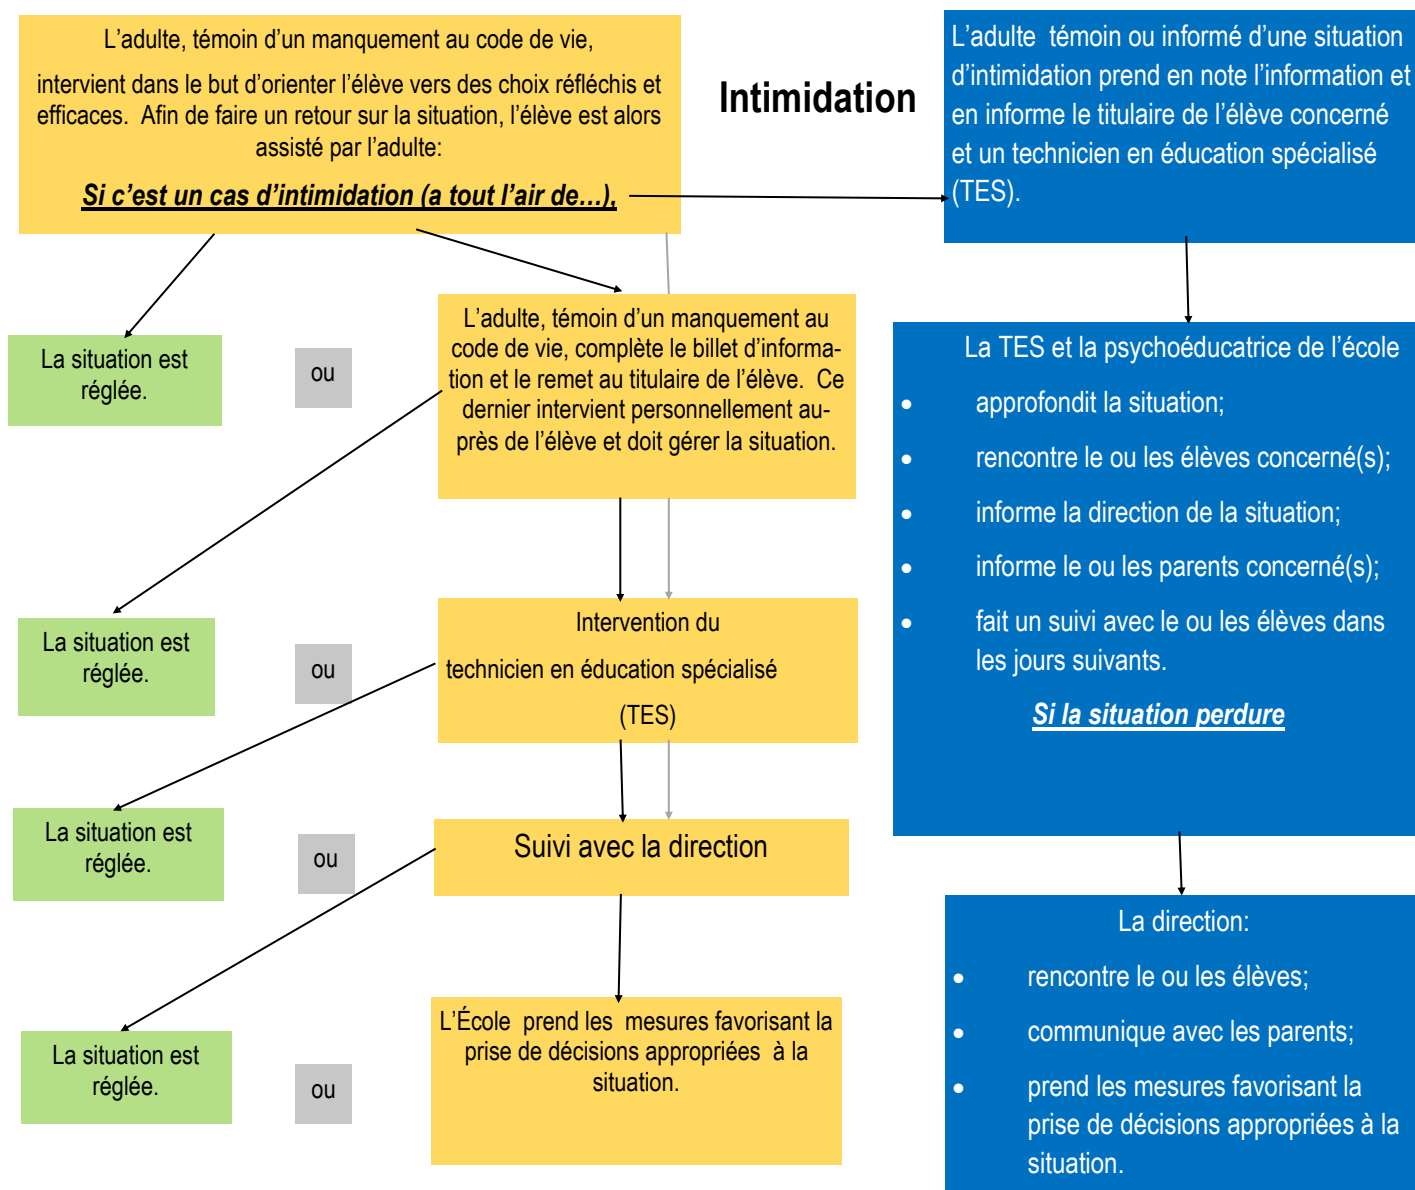 L'adulte, témoin d'un manquement au code de vie,
intervient dans le but d'orienter l'élève vers des choix réfléchis et
efficaces. Afin de faire un retour sur la situation, l'élève est alors
assisté par l'adulte:
Si c'est un cas d'intimidation (a tout l'air de…),
Intimidation
L'adulte témoin ou informé d'une situation
d'intimidation prend en note l'information et
en informe le titulaire de l'élève concerné
et un technicien en éducation spécialisé
(TES).
La situation est
réglée.
ou
L'adulte, témoin d'un manquement au
code de vie, complète le billet d'informa-
tion et le remet au titulaire de l'élève. Ce
dernier intervient personnellement au-
près de l'élève et doit gérer la situation.
La TES et la psychoéducatrice de l'école
• approfondit la situation;
• rencontre le ou les élèves concerné(s);
• informe la direction de la situation;
• informe le ou les parents concerné(s);
• fait un suivi avec le ou les élèves dans
les jours suivants.
Si la situation perdure
La situation est
réglée.
ou
Intervention du
technicien en éducation spécialisé
(TES)
La situation est
réglée.
ou
Suivi avec la direction
La direction:
• rencontre le ou les élèves;
• communique avec les parents;
• prend les mesures favorisant la
prise de décisions appropriées à la
situation.
La situation est
réglée.
ou
L'École prend les mesures favorisant la
prise de décisions appropriées à la
situation.